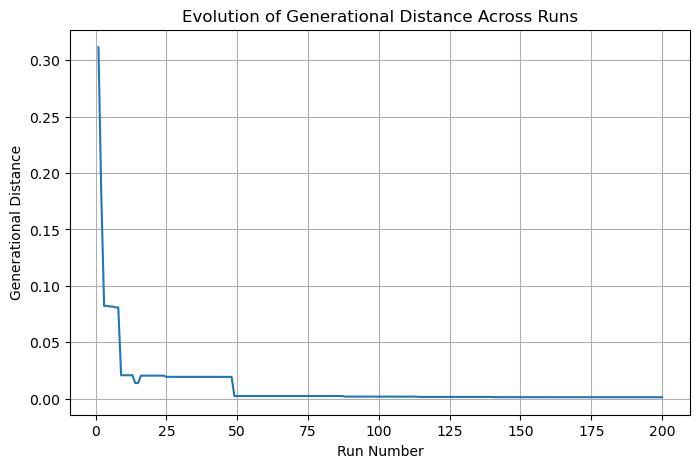 Evolution of Generational Distance Across Runs
Generational Distance
0.30
0.25
0.20
0.15
0.10
0.05
0.00
0 25 50 75 100 125 150 175 200
Run Number